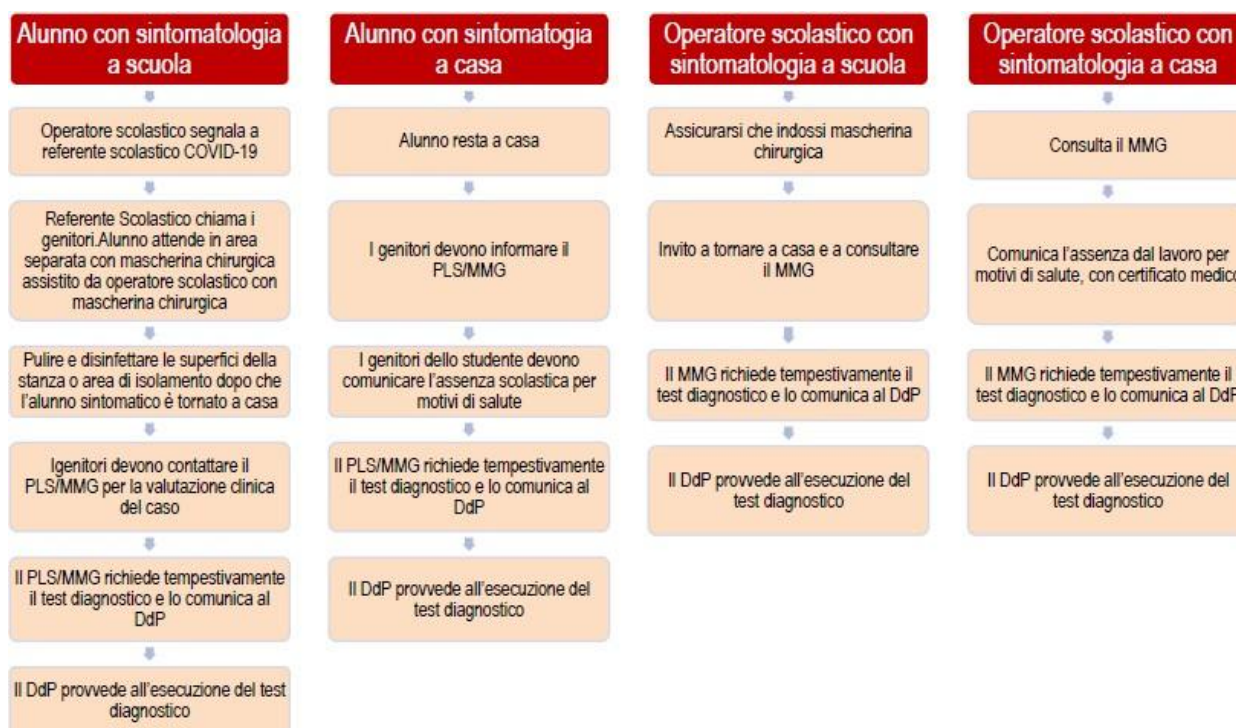 Alunno con sintomatologia
a scuola
Operatore scolastico segnala a
referente scolastico COVID-19
Referente Scolastico chiama i
genitori.Alunno attende in area
separata con mascherina chirurgica
assistito da operatore scolastico con
mascherina chirurgica
Pulire e disinfettare le superfici della
stanza o area di isolamento dopo che
l'alunno sintomatico è tornato a casa
Igenitori devono contattare il
PLS/MMG per la valutazione clinica
del caso
Il PLS/MMG richiede tempestivamente
il test diagnostico e lo comunica al
DdP
Il DdP provvede all'esecuzione del test
diagnostico
Alunno con sintomatogia
a casa
Alunno resta a casa
I genitori devono informare il
PLS/MMG
I genitori dello studente devono
comunicare l'assenza scolastica per
motivi di salute
Il PLS/MMG richiede tempestivamente
il test diagnostico e lo comunica al
DdP
Il DdP provvede all'esecuzione del
test diagnostico
Operatore scolastico con
sintomatologia a scuola
Assicurarsi che indossi mascherina
chirurgica
Invito a tornare a casa e a consultare
il MMG
Il MMG richiede tempestivamente il
test diagnostico e lo comunica al DdP
Il DdP provvede all'esecuzione del
test diagnostico
Operatore scolastico con
sintomatologia a casa
Consulta il MMG
Comunica l'assenza dal lavoro per
motivi di salute, con certificato medico
Il MMG richiede tempestivamente il
test diagnostico e lo comunica al DdP
Il DdP provvede all'esecuzione del
test diagnostico